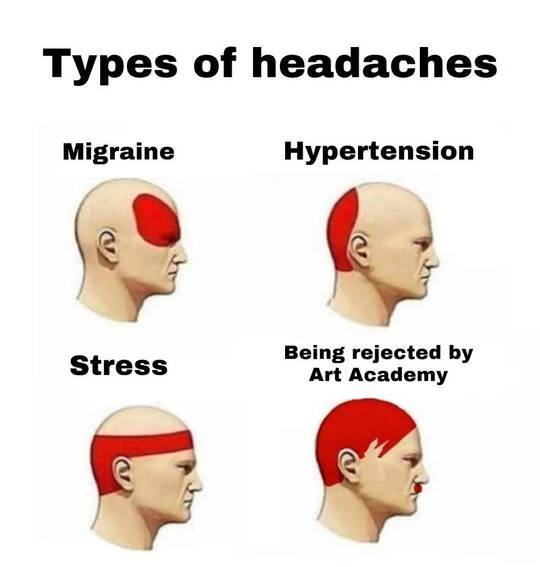 Types of headaches
Migraine
Hypertension
Stress
Being rejected by
Art Academy